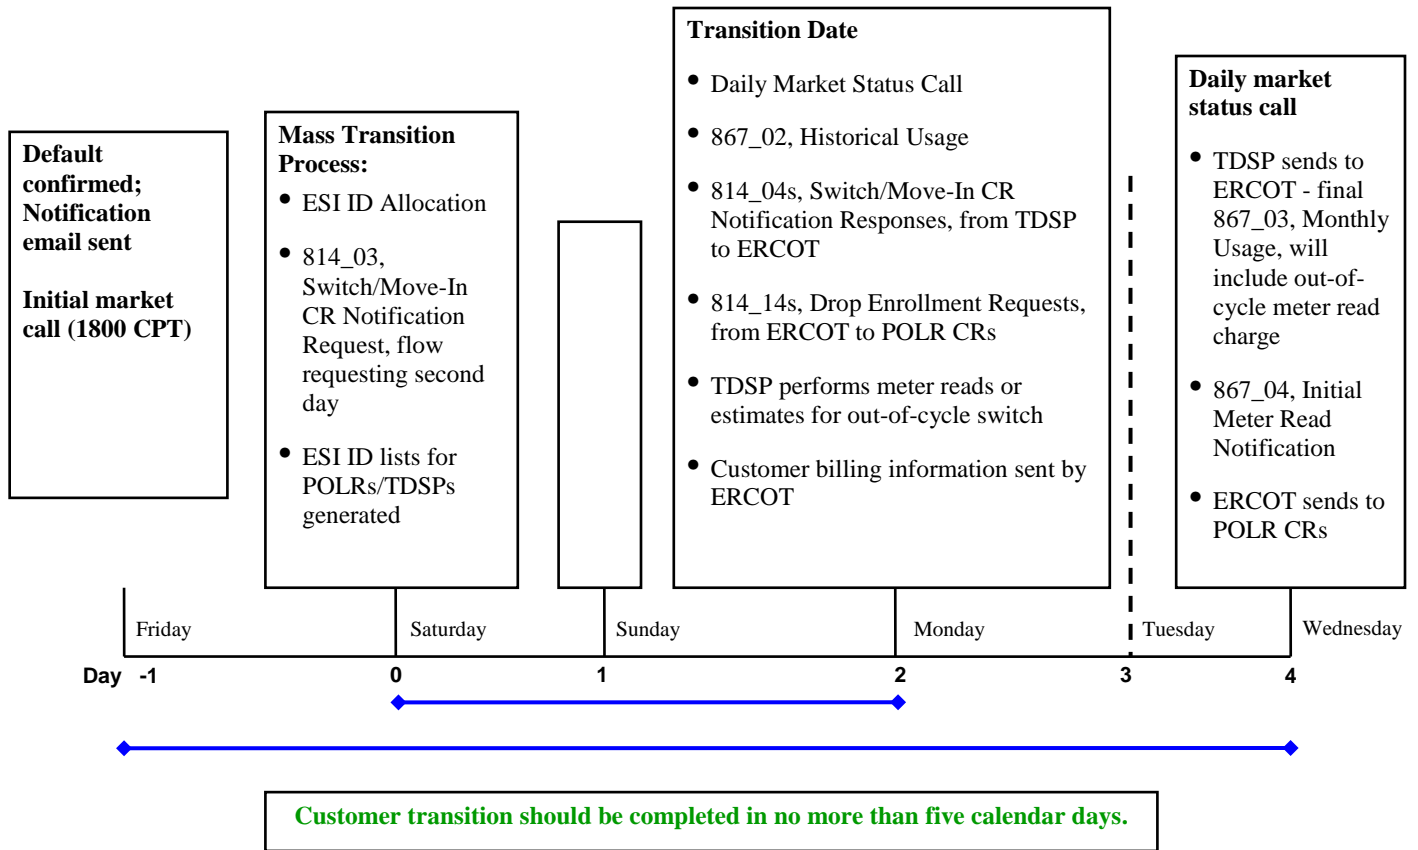 Default
confirmed;
Notification
email sent
Initial market
call (1800 CPT)
Mass Transition
Process:
• ESI ID Allocation
• 814_03,
Switch/Move-In
CR Notification
Request, flow
requesting second
day
• ESI ID lists for
POLRs/TDSPs
generated
Transition Date
• Daily Market Status Call
• 867_02, Historical Usage
• 814_04s, Switch/Move-In CR
Notification Responses, from TDSP
to ERCOT
• 814_14s, Drop Enrollment Requests,
from ERCOT to POLR CRs
• TDSP performs meter reads or
estimates for out-of-cycle switch
• Customer billing information sent by
ERCOT
Daily market
status call
• TDSP sends to
ERCOT - final
867_03, Monthly
Usage, will
include out-of-
cycle meter read
charge
• 867_04, Initial
Meter Read
Notification
• ERCOT sends to
POLR CRs
Friday Saturday Sunday Monday Tuesday Wednesday
Day -1 0 1 2 3 4
Customer transition should be completed in no more than five calendar days.